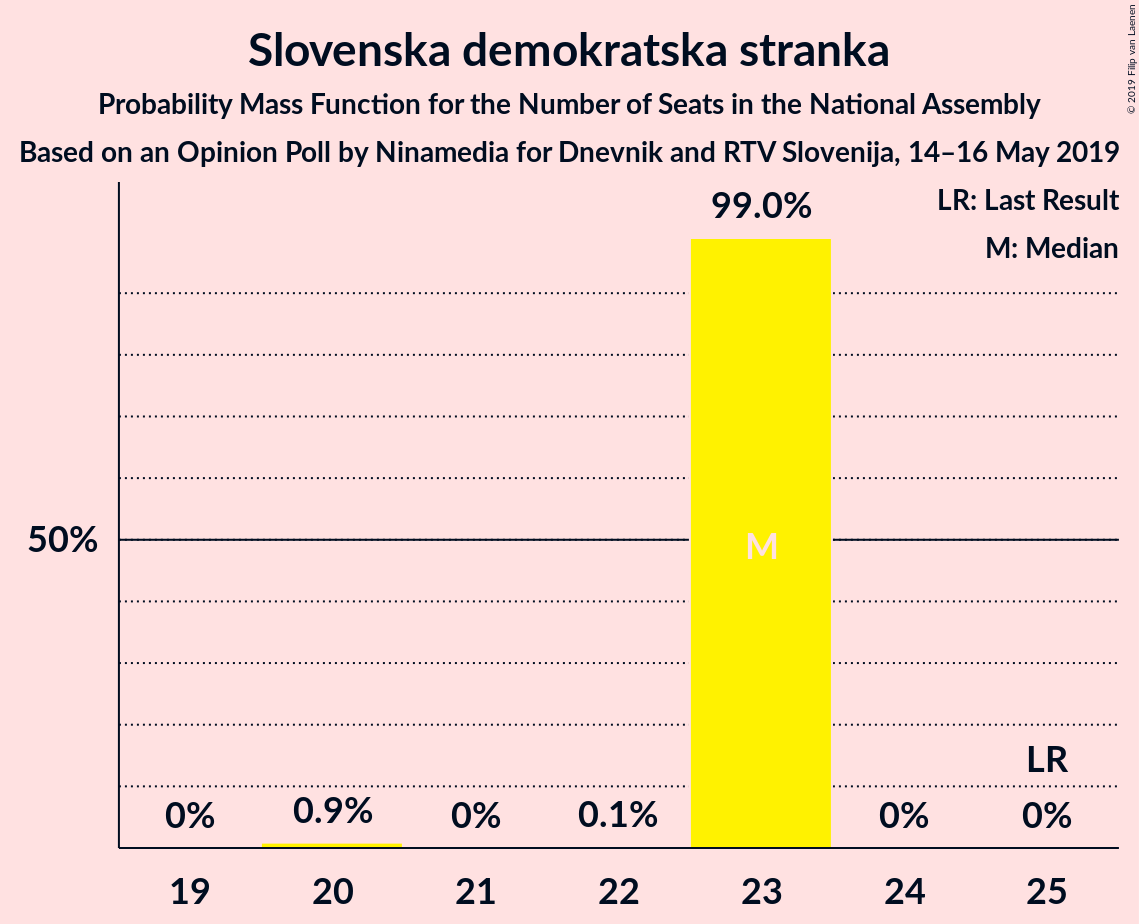 Slovenska demokratska stranka
Probability Mass Function for the Number of Seats in the National Assembly
Based on an Opinion Poll by Ninamedia for Dnevnik and RTV Slovenija, 14–16 May 2019
© 2019 Filip van Laenen
LR: Last Result
M: Median
99.0%
50%
M
LR
0% 0.9% 0% 0.1% 0% 0%
19 20 21 22 23 24 25